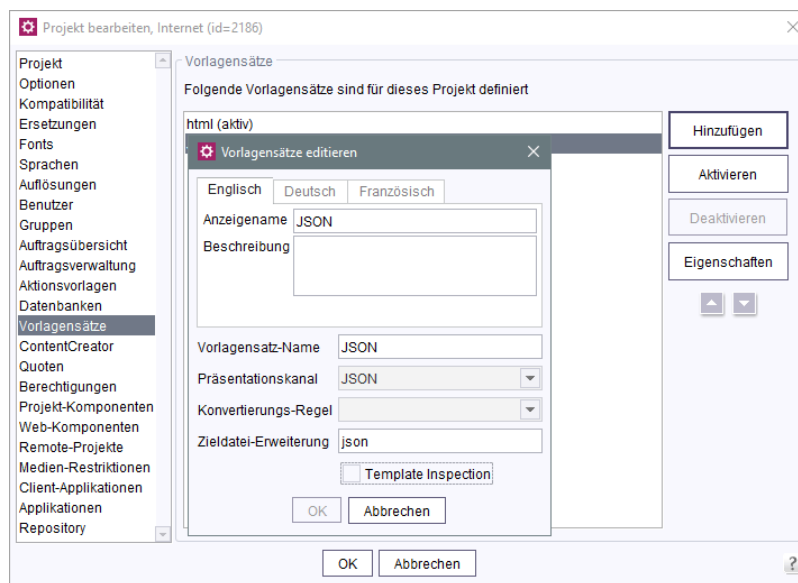 Projekt bearbeiten, Internet (id=2186)
Projekt
Optionen
Kompatibilität
Ersetzungen
Fonts
Sprachen
Auflösungen
Benutzer
Gruppen
Auftragsübersicht
Auftragsverwaltung
Aktionsvorlagen
Datenbanken
Vorlagensätze
ContentCreator
Quoten
Berechtigungen
Projekt-Komponenten
Web-Komponenten
Remote-Projekte
Medien-Restriktionen
Client-Applikationen
Applikationen
Repository
Vorlagensätze
Folgende Vorlagensätze sind für dieses Projekt definiert
html (aktiv)
Vorlagensätze editieren
Englisch Deutsch Französisch
Anzeigename JSON
Beschreibung
Vorlagensatz-Name JSON
Präsentationskanal JSON
Konvertierungs-Regel
Zieldatei-Erweiterung json
Template Inspection
OK Abbrechen
Hinzufügen
Aktivieren
Deaktivieren
Eigenschaften
OK Abbrechen
?